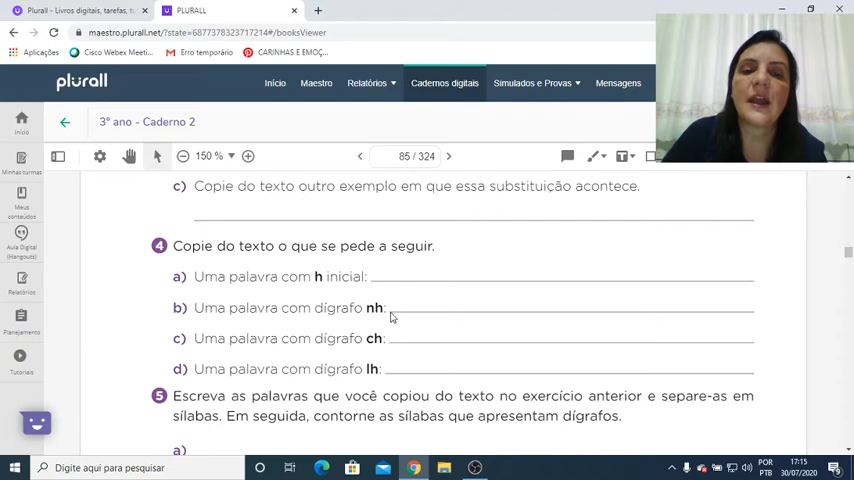 Plurall - Livros digitais, tarefas, tu
PLURALL
maestro.plurall.net/?state=6877378323717214#/booksViewer
Aplicações
Cisco Webex Meeti...
Erro temporário
CARINHAS E EMOÇ...
plurall
Início
Maestro
Relatórios
Cadernos digitais
Simulados e Provas
Mensagens
3º ano - Caderno 2
Início
Minhas turmas
Meus conteúdos
Aula Digital (Hangouts)
Relatórios
Planejamento
Tutoriais
150 %
85 / 324
c) Copie do texto outro exemplo em que essa substituição acontece.
4 Copie do texto o que se pede a seguir.
a) Uma palavra com h inicial:
b) Uma palavra com dígrafo nh:
c) Uma palavra com dígrafo ch:
d) Uma palavra com dígrafo lh:
5 Escreva as palavras que você copiou do texto no exercício anterior e separe-as em
sílabas. Em seguida, contorne as sílabas que apresentam dígrafos.
a)
Digite aqui para pesquisar
POR
PTB
17:15
30/07/2020